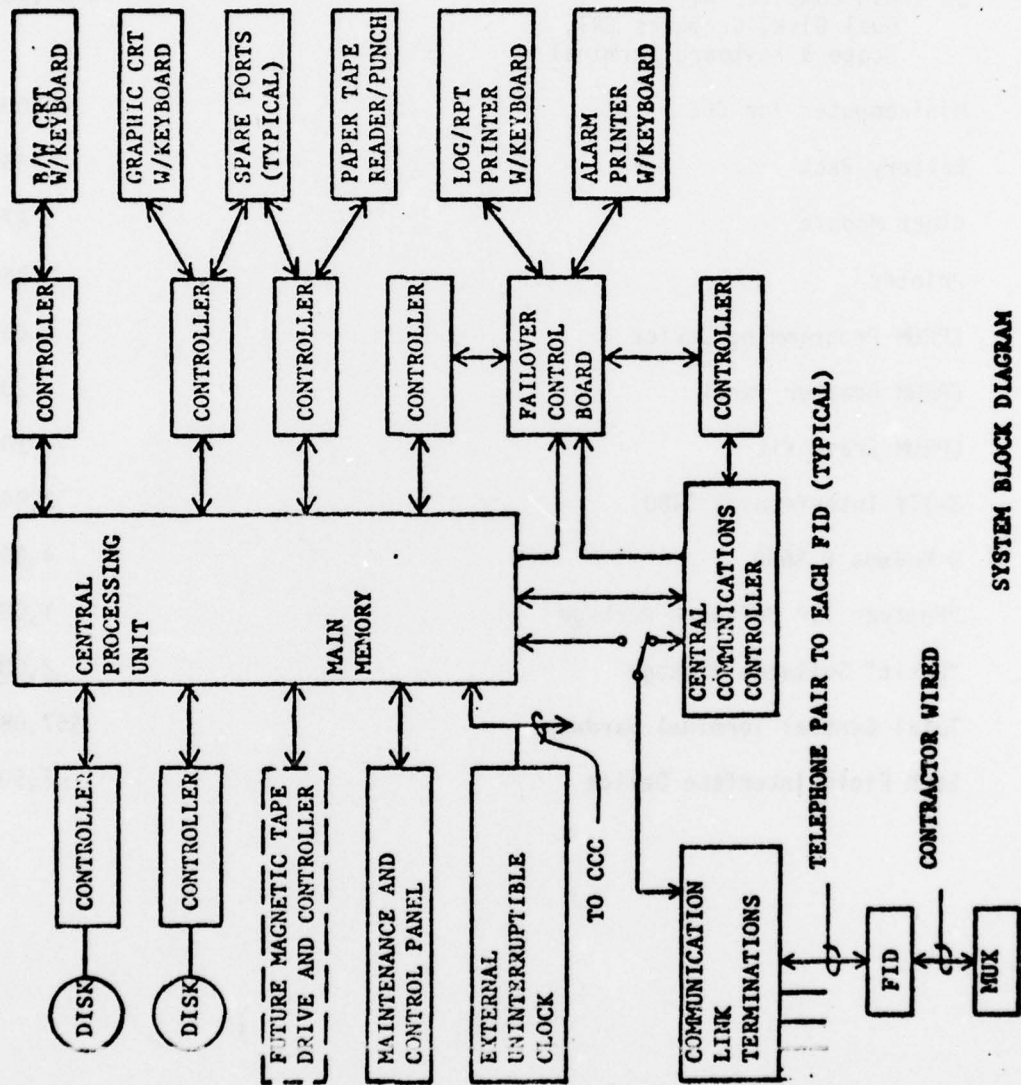 DISK
CONTROLLER
DISK
CONTROLLER
FUTURE MAGNETIC TAPE
DRIVE AND CONTROLLER
MAINTENANCE AND
CONTROL PANEL
EXTERNAL
UNINTERRUPTIBLE
CLOCK
TO CCC
CENTRAL
PROCESSING
UNIT
MAIN
MEMORY
CONTROLLER
CONTROLLER
CONTROLLER
CONTROLLER
FAILOVER
CONTROL
BOARD
CONTROLLER
B/W CRT
W/KEYBOARD
GRAPHIC CRT
W/KEYBOARD
SPARE PORTS
(TYPICAL)
PAPER TAPE
READER/PUNCH
LOG/RPT
PRINTER
W/KEYBOARD
ALARM
PRINTER
W/KEYBOARD
CENTRAL
COMMUNICATIONS
CONTROLLER
COMMUNICATION
LINK
TERMINATIONS
TELEPHONE PAIR TO EACH FID (TYPICAL)
FID
CONTRACTOR WIRED
MUX
SYSTEM BLOCK DIAGRAM